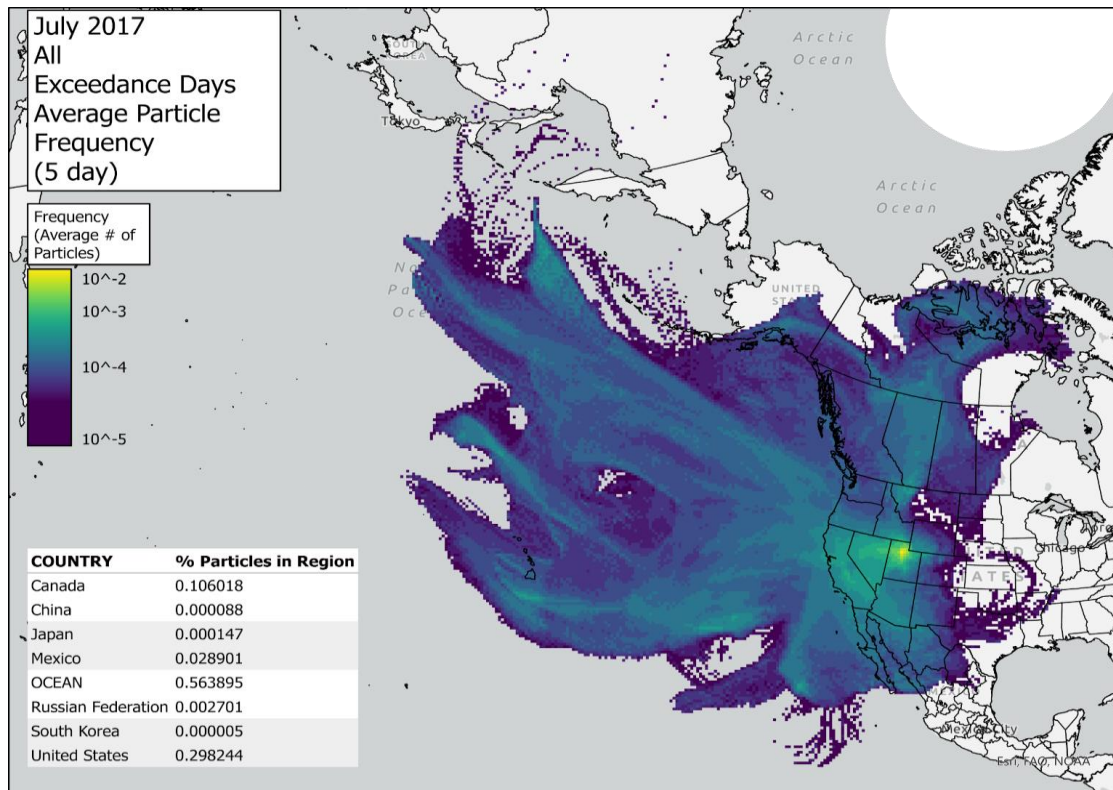 July 2017
All
Exceedance Days
Average Particle
Frequency
(5 day)
Frequency
(Average # of
Particles)
10^-2
10^-3
10^-4
10^-5
Tokyo
Arctic
Ocean
Arctic
Ocean
UNITED
Chicago
ATES
Mexico City
Esri, FAO, NOAA
COUNTRY % Particles in Region
Canada 0.106018
China 0.000088
Japan 0.000147
Mexico 0.028901
OCEAN 0.563895
Russian Federation 0.002701
South Korea 0.000005
United States 0.298244